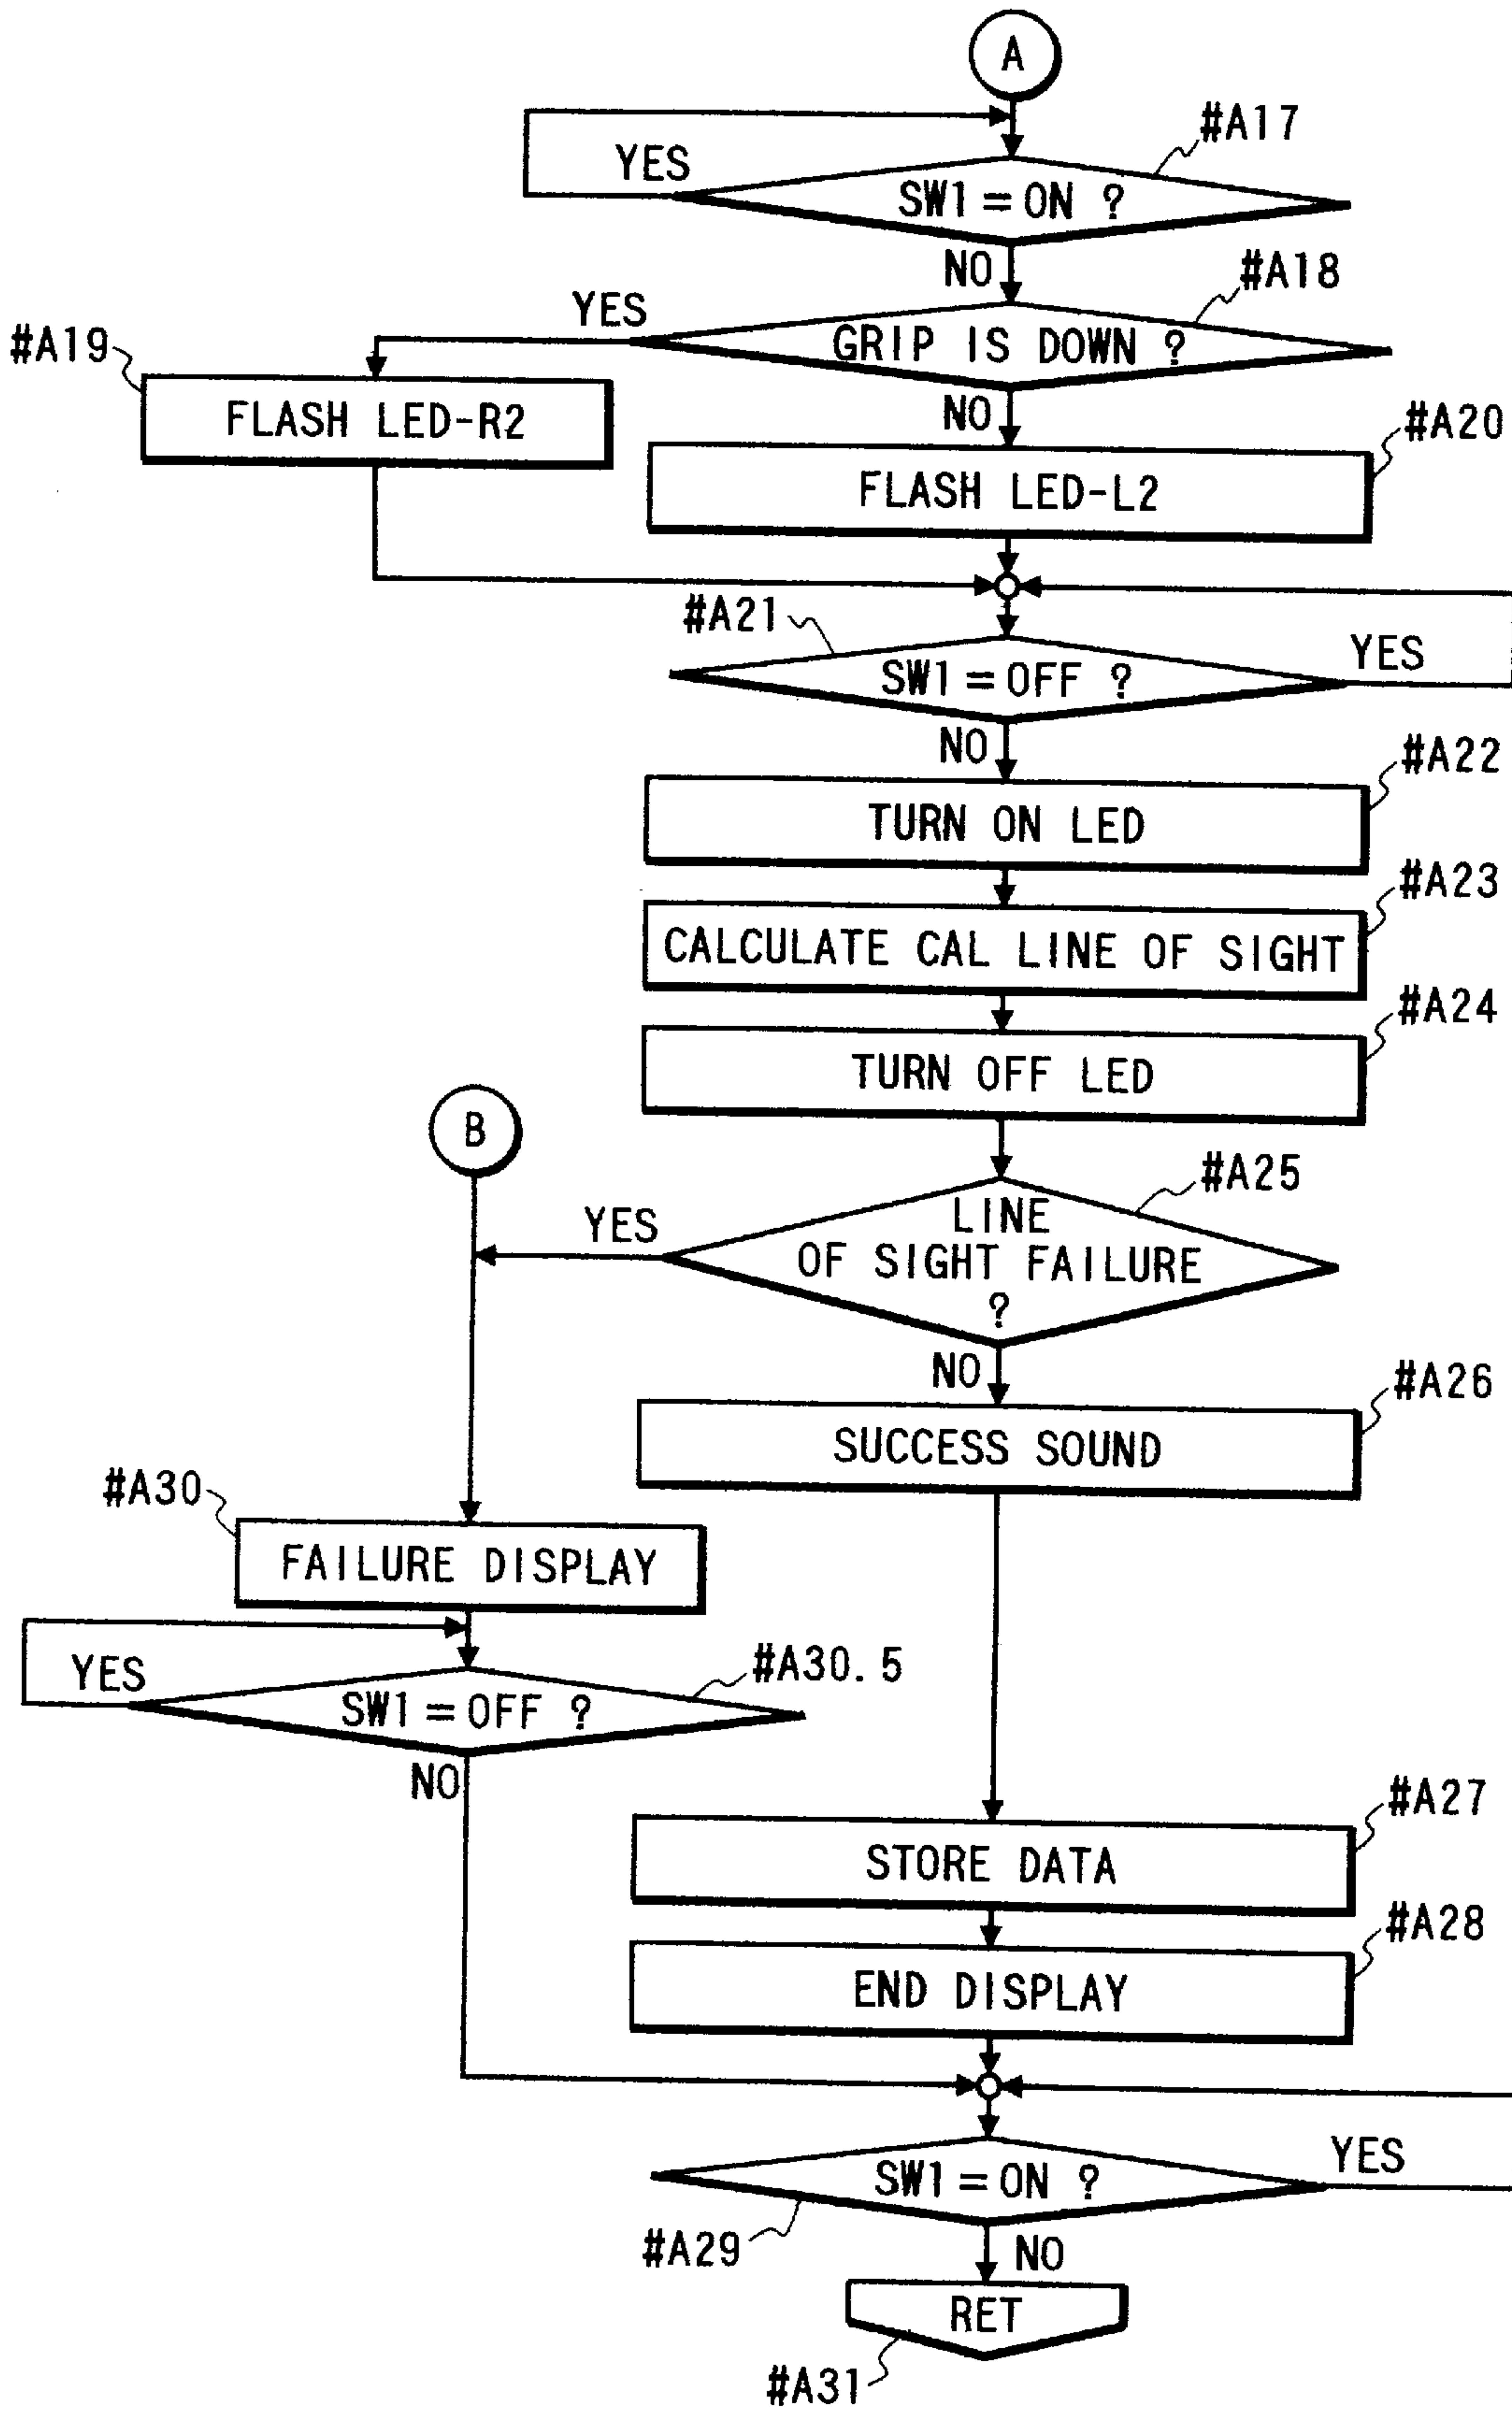 A
#A17
YES
SW1=ON ?
NO
#A18
YES
GRIP IS DOWN ?
#A19
FLASH LED-R2
NO
#A20
FLASH LED-L2
#A21
SW1=OFF ?
YES
NO
#A22
TURN ON LED
#A23
CALCULATE CAL LINE OF SIGHT
#A24
TURN OFF LED
B
#A25
YES
LINE
OF SIGHT FAILURE
?
NO
#A26
SUCCESS SOUND
#A30
FAILURE DISPLAY
#A30.5
YES
SW1=OFF ?
NO
#A27
STORE DATA
#A28
END DISPLAY
SW1=ON ?
YES
#A29
NO
RET
#A31